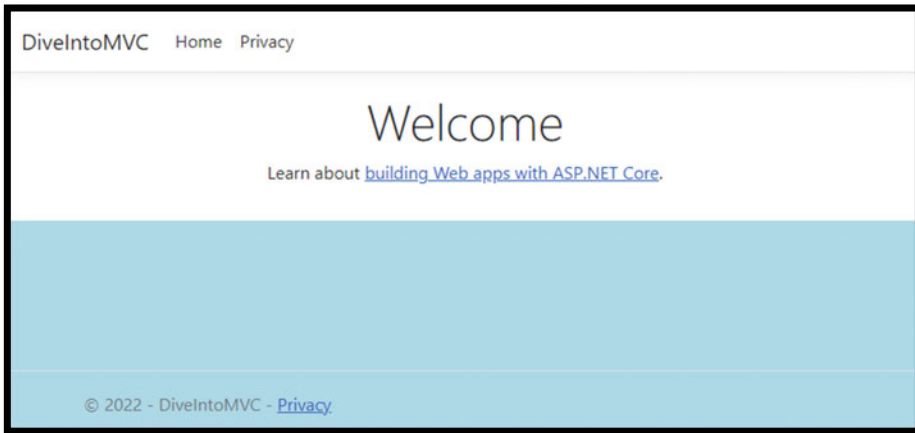 DiveIntoMVC Home Privacy
Welcome
Learn about building Web apps with ASP.NET Core.
© 2022 - DiveIntoMVC - Privacy